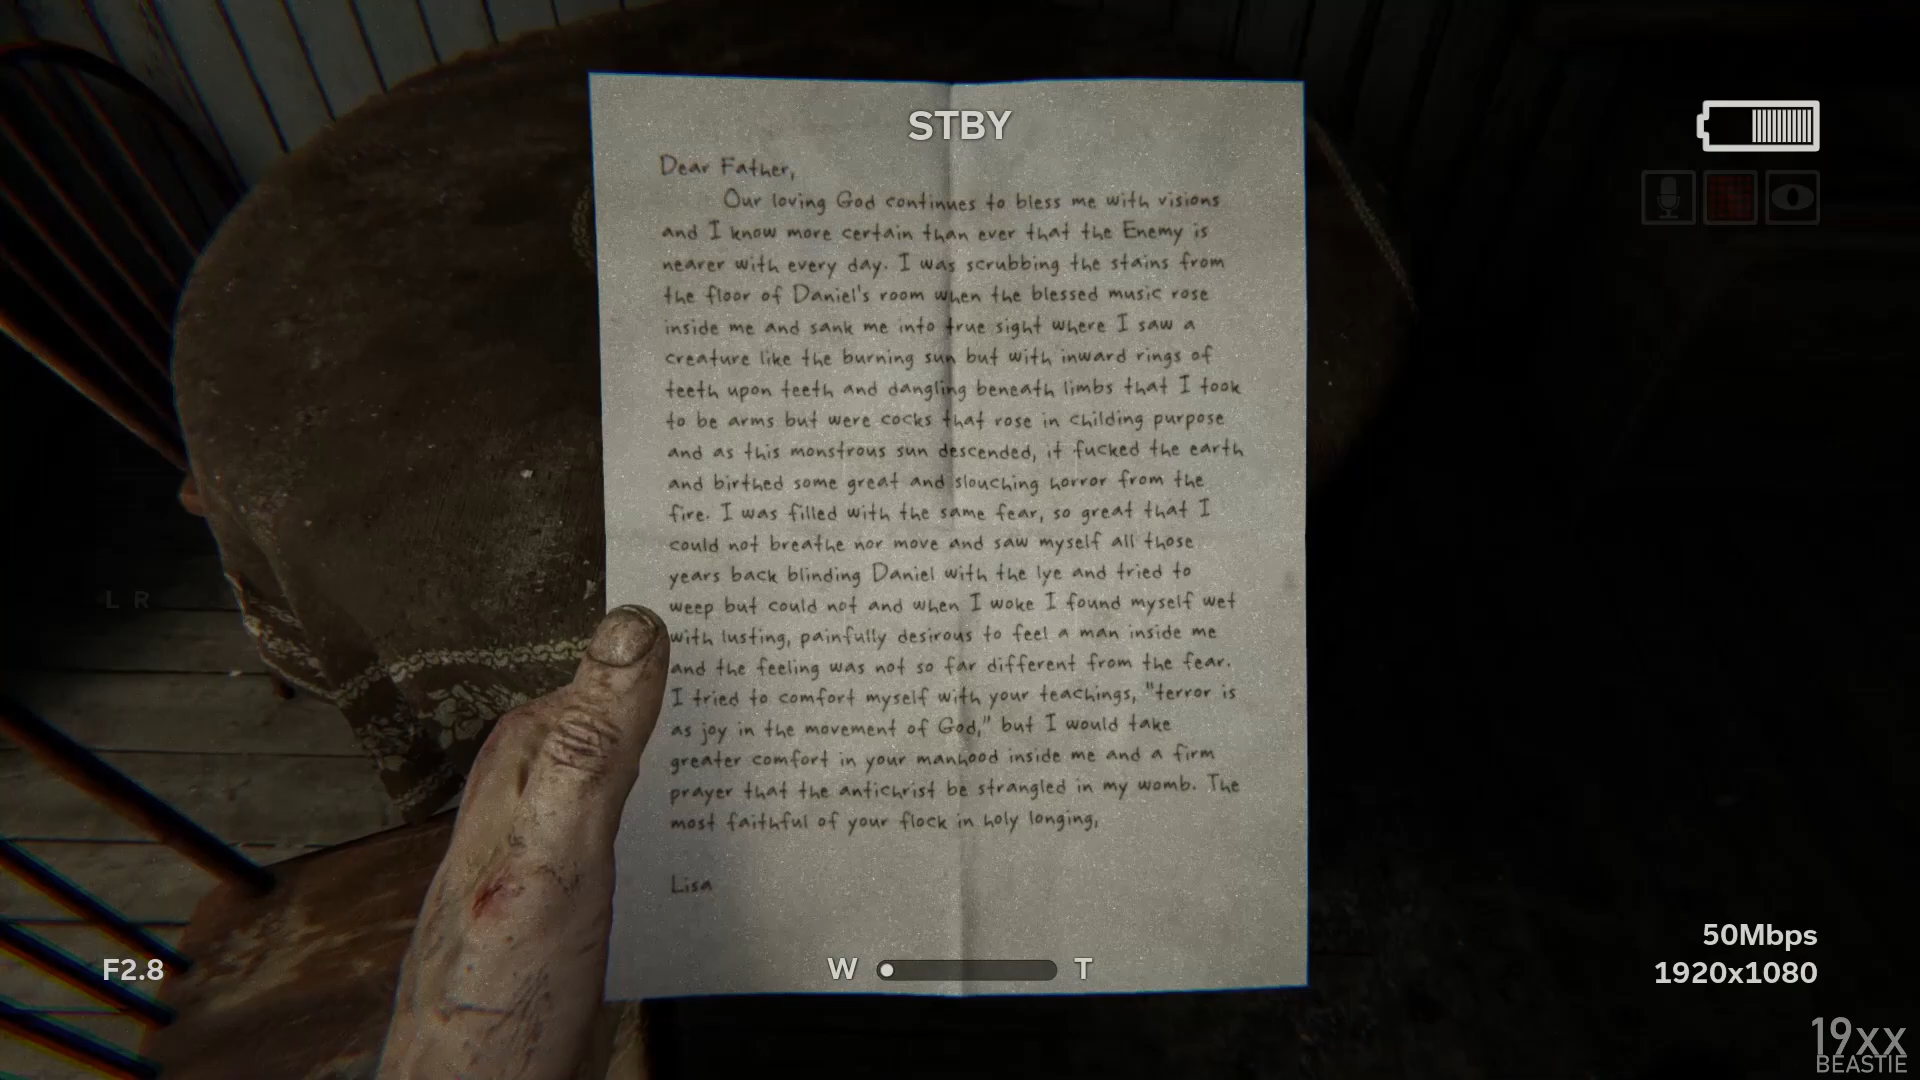 STBY
Dear Father,
Our loving God continues to bless me with visions
and I know more certain than ever that the Enemy is
nearer with every day. I was scrubbing the stains from
the floor of Daniel's room when the blessed music rose
inside me and sank me into true sight where I saw a
creature like the burning sun but with inward rings of
teeth upon teeth and dangling beneath limbs that I took
to be arms but were cocks that rose in childing purpose
and as this monstrous sun descended, it fucked the earth
and birthed some great and slouching horror from the
fire. I was filled with the same fear, so great that I
could not breathe nor move and saw myself all those
years back blinding Daniel with the lye and tried to
weep but could not and when I woke I found myself wet
with lusting, painfully desirous to feel a man inside me
and the feeling was not so far different from the fear.
I tried to comfort myself with your teachings, "terror is
as joy in the movement of God," but I would take
greater comfort in your manhood inside me and a firm
prayer that the antichrist be strangled in my womb. The
most faithful of your flock in holy longing,
Lisa
L R
F2.8
W T
50Mbps
1920x1080
19xx
BEASTIE